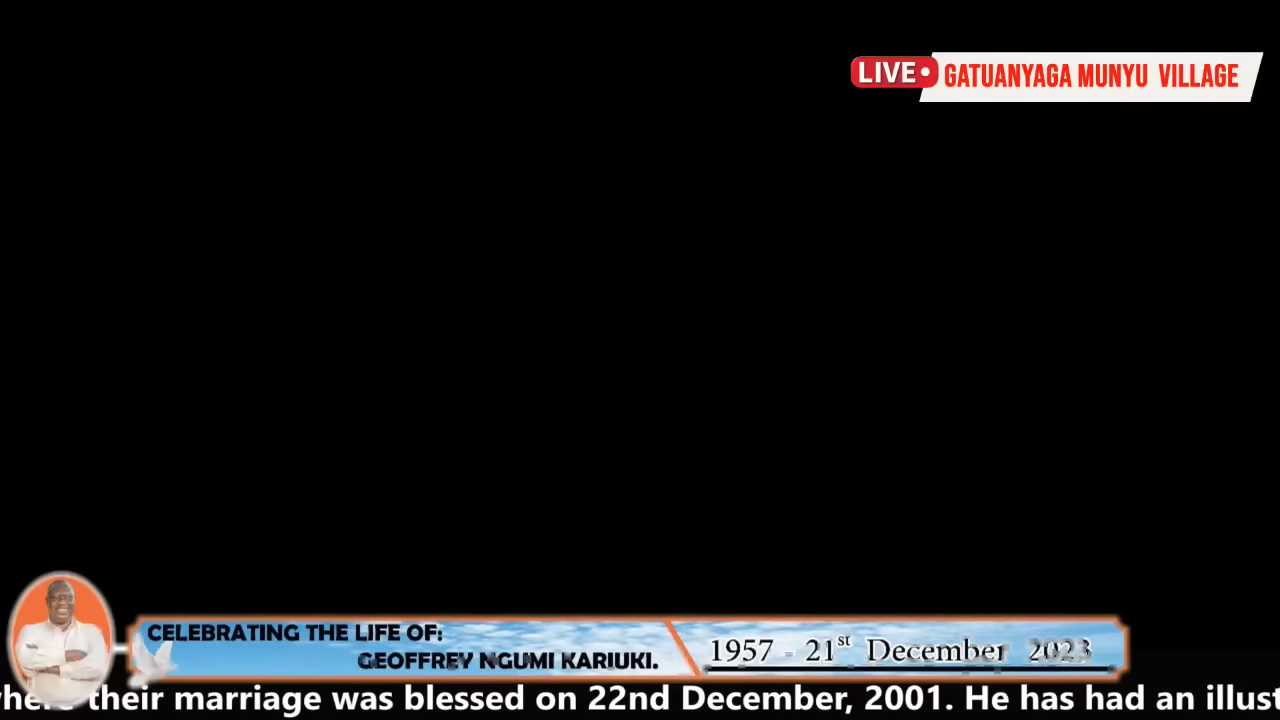 LIVE
GATUANYAGA MUNYU VILLAGE
CELEBRATING THE LIFE OF:
GEOFFREY NGUMI KARIUKI.
1957 - 21st December 2023
their marriage was blessed on 22nd December, 2001. He has had an